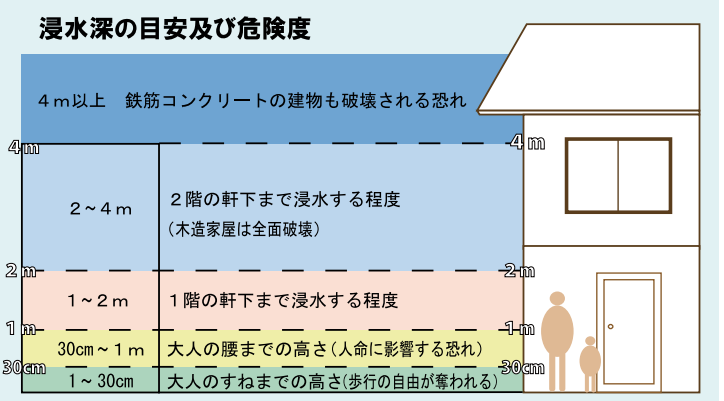 浸水深の目安及び危険度
４ｍ以上　鉄筋コンクリートの建物も破壊される恐れ
４ｍ
４ｍ
２～４ｍ
２階の軒下まで浸水する程度
（木造家屋は全面破壊）
２ｍ
２ｍ
１～２ｍ
１階の軒下まで浸水する程度
１ｍ
１ｍ
30㎝～１ｍ
大人の腰までの高さ（人命に影響する恐れ）
30cm
30cm
１～30㎝
大人のすねまでの高さ（歩行の自由が奪われる）